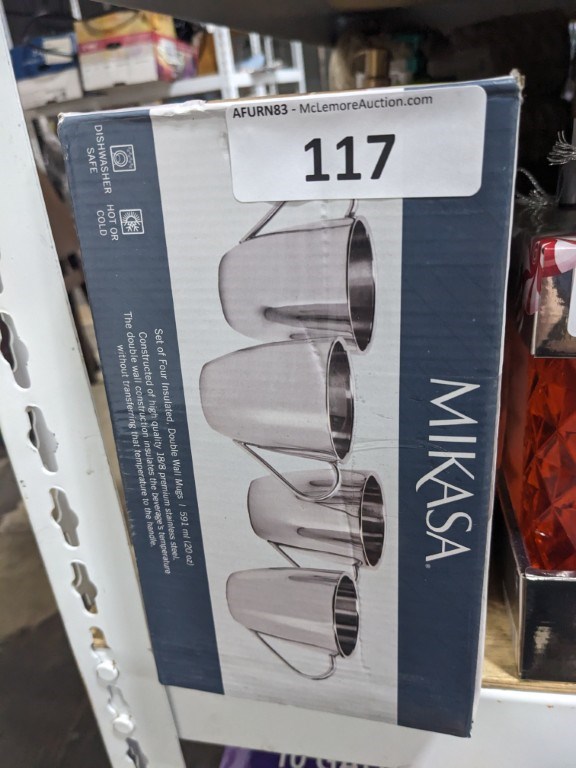 AFURN83 - McLemoreAuction.com
117
DISHWASHER
SAFE
HOT OR
COLD
MIKASA®
Set of Four Insulated, Double Wall Mugs | 591 ml (20 oz)
Constructed of high quality 18/8 premium stainless steel.
The double wall construction insulates the beverage's temperature
without transferring that temperature to the handle.